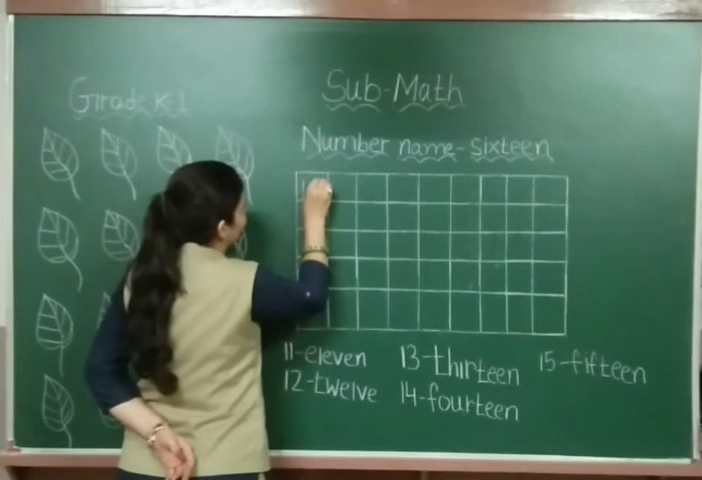 Sub-Math
Grade K-1
Number name-sixteen
11-eleven
12-twelve
13-thirteen
14-fourteen
15-fifteen